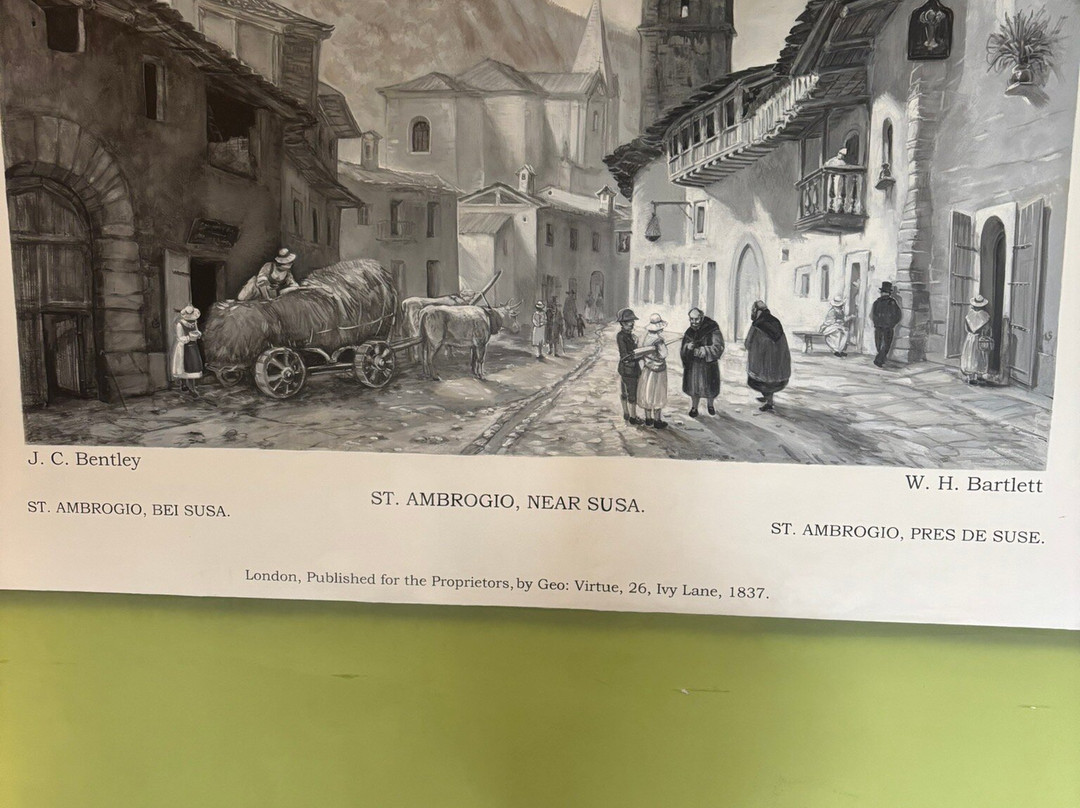 J. C. Bentley
W. H. Bartlett
ST. AMBROGIO, BEI SUSA.
ST. AMBROGIO, NEAR SUSA.
ST. AMBROGIO, PRES DE SUSE.
London, Published for the Proprietors, by Geo: Virtue, 26, Ivy Lane, 1837.